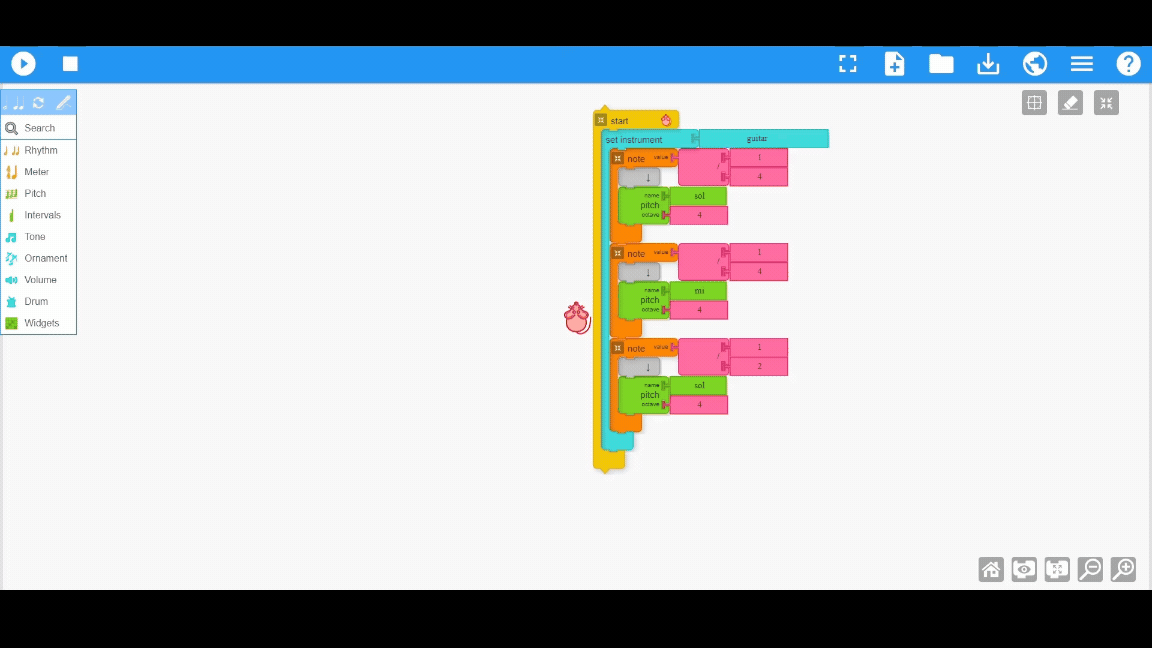 start
set instrument guitar
note value 1
/
4
name sol
pitch
octave 4
note value 1
/
4
name mi
pitch
octave 4
note value 1
/
2
name sol
pitch
octave 4
Search
Rhythm
Meter
Pitch
Intervals
Tone
Ornament
Volume
Drum
Widgets